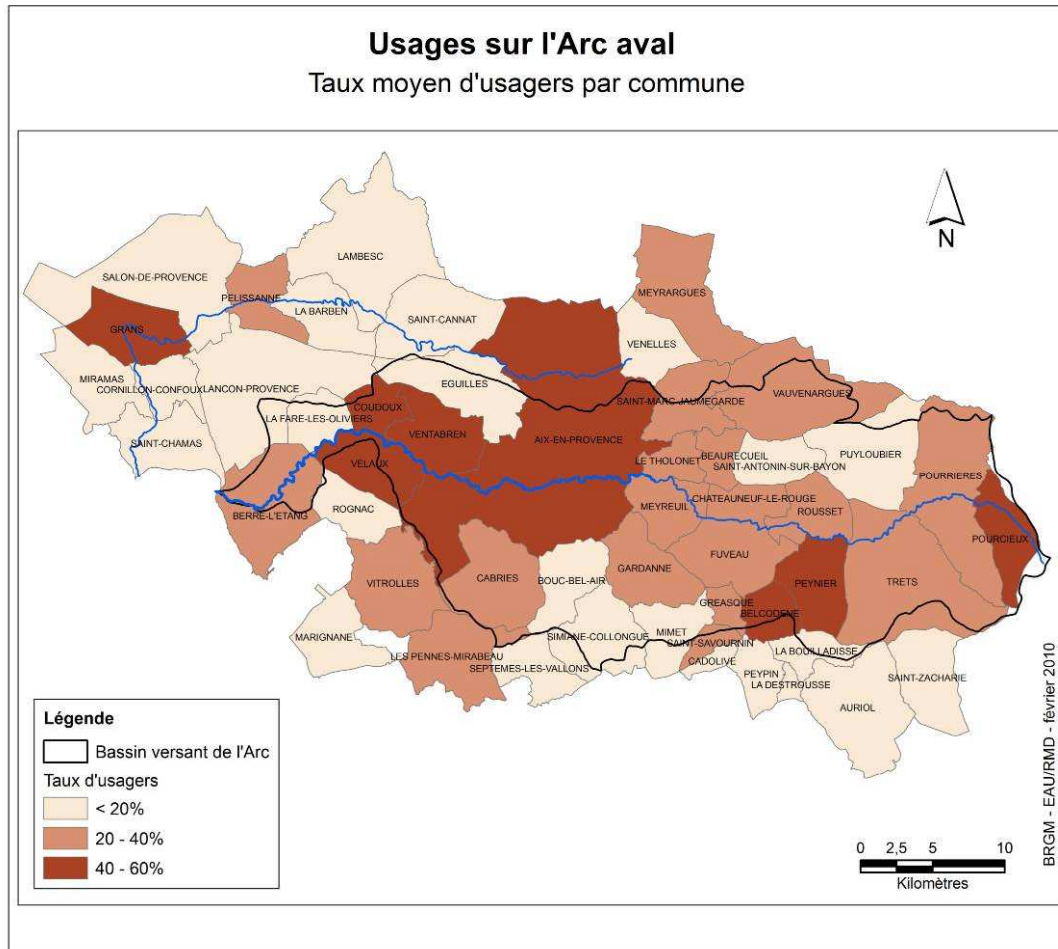 Usages sur l'Arc aval
Taux moyen d'usagers par commune
N
LAMBESC
SALON-DE-PROVENCE
MEYRARGUES
PELISSANNE
LA BARBEN
SAINT-CANNAT
GRANS
VENELLES
MIRAMAS
EGUILLES
CORNILLON-CONFOUX
LANCON-PROVENCE
VAUVENARGUES
SAINT-MARC-JAUMEGARDE
COUDOUX
LA FARE-LES-OLIVIERS
VENTABREN
AIX-EN-PROVENCE
SAINT-CHAMAS
PUYLOUBIER
BEAURECUEIL
LE THOLONET
VELAUX
SAINT-ANTONIN-SUR-BAYON
POURRIERES
CHATEAUNEUF-LE-ROUGE
ROGNAC
MEYREUIL
ROUSSET
BERRE-L'ETANG
POURCIEUX
FUVEAU
GARDANNE
CABRIES
BOUC-BEL-AIR
VITROLLES
PEYNIER
TRETS
GREASQUE
BELCODENE
MIMET
MARIGNANE
SIMIANE-COLLONGUE
SAINT-SAVOURNIN
LES PENNES-MIRABEAU
LA BOUILLADISSE
CADOLIVE
SEPTEMES-LES-VALLONS
PEYPIN
SAINT-ZACHARIE
LA DESTROUSSE
AURIOL
Légende
Bassin versant de l'Arc
Taux d'usagers
< 20%
20 - 40%
40 - 60%
0 2,5 5 10
Kilomètres
BRGM - EAU/RMD - février 2010